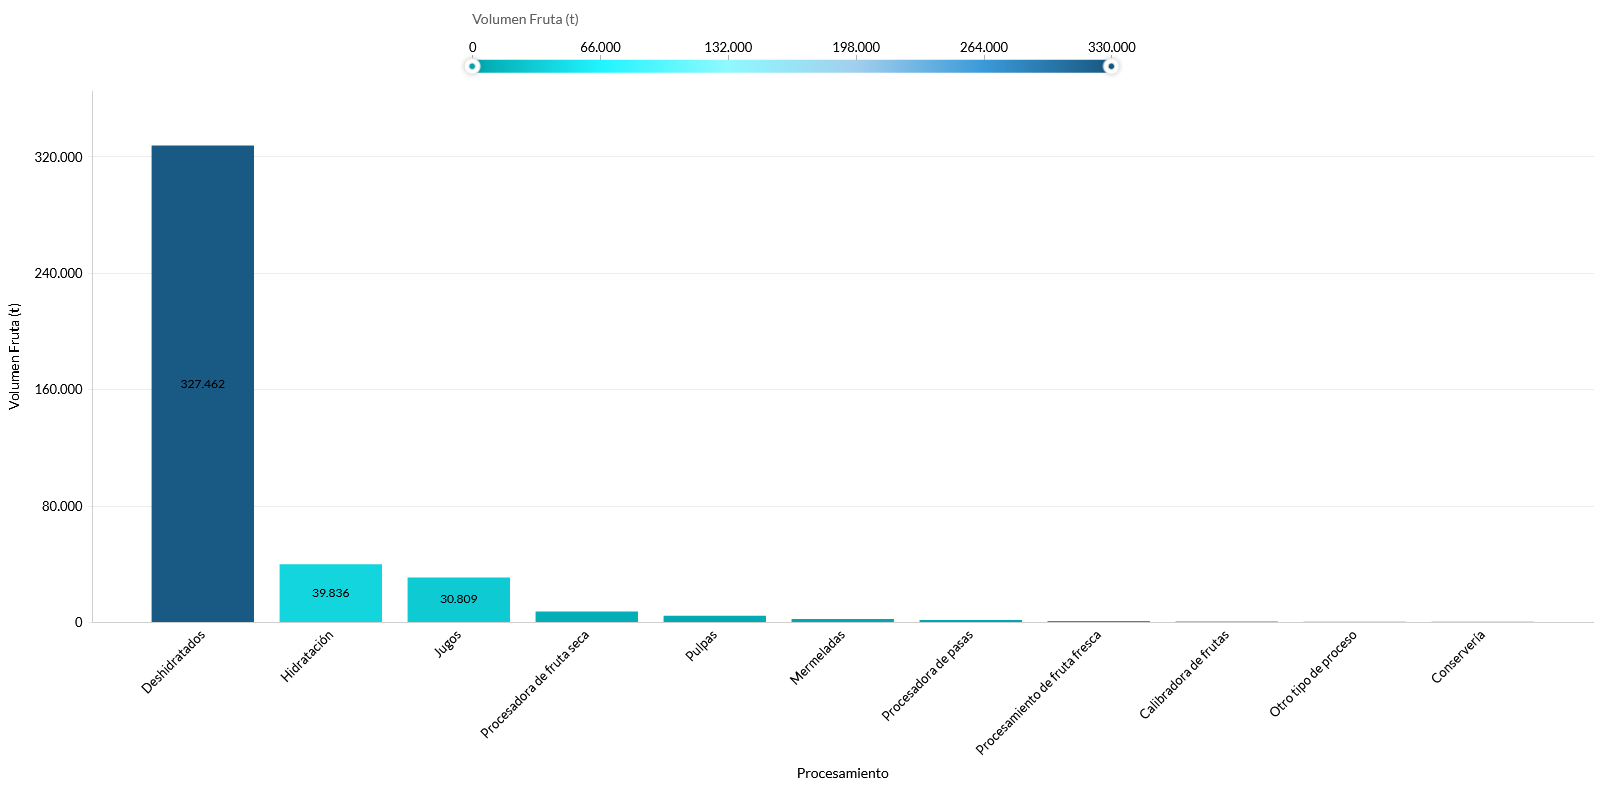 Volumen Fruta (t)
0 66.000 132.000 198.000 264.000 330.000
Volumen Fruta (t)
320.000
240.000
160.000
80.000
0
327.462
39.836
30.809
Deshidratados
Hidratación
Jugos
Procesadora de fruta seca
Pulpas
Mermeladas
Procesadora de pasas
Procesamiento de fruta fresca
Calibradora de frutas
Otro tipo de proceso
Conservería
Procesamiento